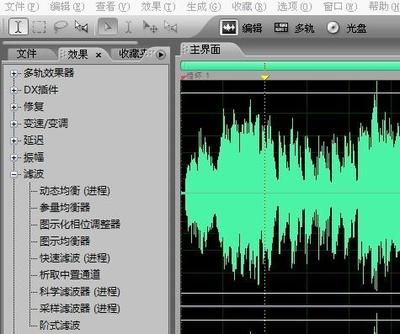 文件(F) 编辑(E) 视图(V) 效果(T) 生成(G) 收藏(R) 选项(O) 窗口(W) 帮助(H)
编辑 多轨 光盘
文件 效果 × 收藏夹 主界面
多轨效果器
DX插件
修复
变速/变调
延迟
振幅
滤波
动态均衡 (进程)
参量均衡器
图示化相位调整器
图示均衡器
快速滤波 (进程)
析取中置通道
科学滤波器 (进程)
采样滤波器 (进程)
阶式滤波